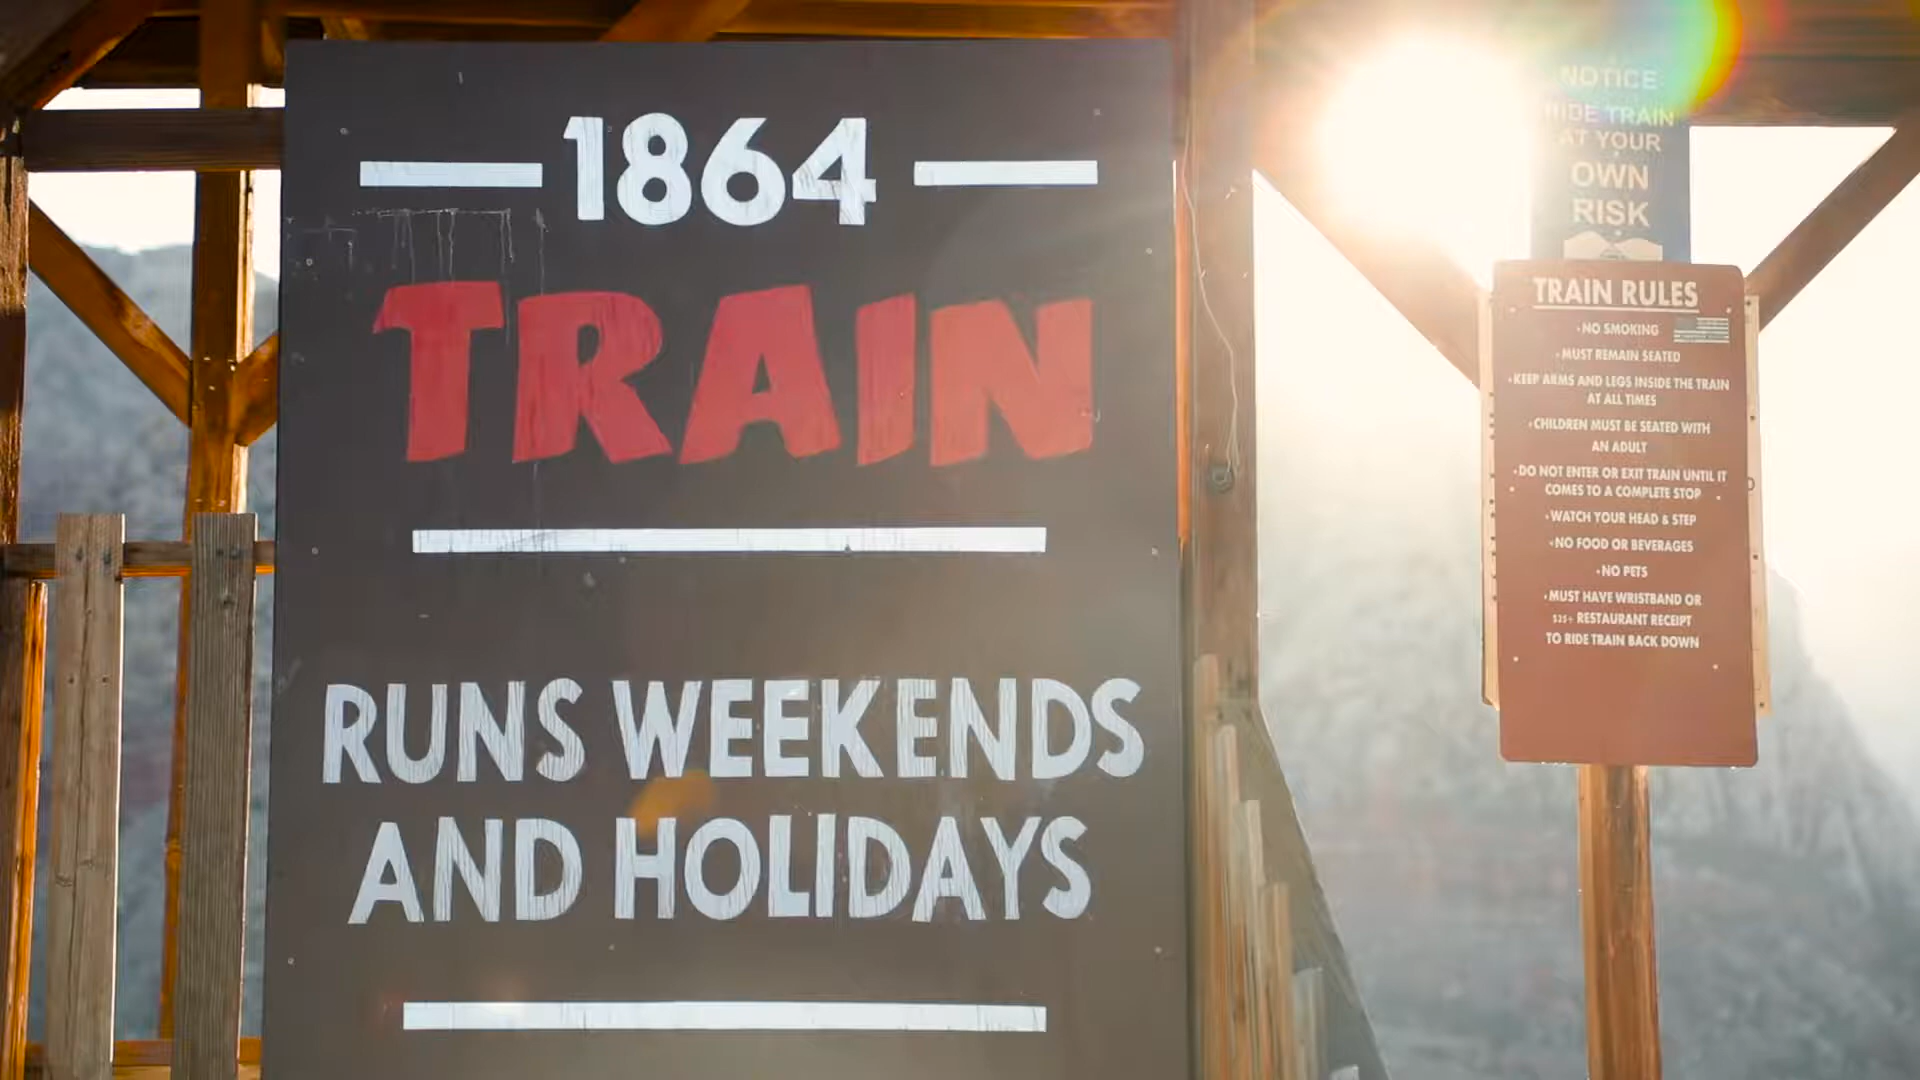 1864
TRAIN
RUNS WEEKENDS
AND HOLIDAYS
NOTICE
RIDE TRAIN
AT YOUR
OWN
RISK
TRAIN RULES
•NO SMOKING
•MUST REMAIN SEATED
•KEEP ARMS AND LEGS INSIDE THE TRAIN
AT ALL TIMES
•CHILDREN MUST BE SEATED WITH
AN ADULT
•DO NOT ENTER OR EXIT TRAIN UNTIL IT
COMES TO A COMPLETE STOP
•WATCH YOUR HEAD & STEP
•NO FOOD OR BEVERAGES
•NO PETS
•MUST HAVE WRISTBAND OR
$25+ RESTAURANT RECEIPT
TO RIDE TRAIN BACK DOWN